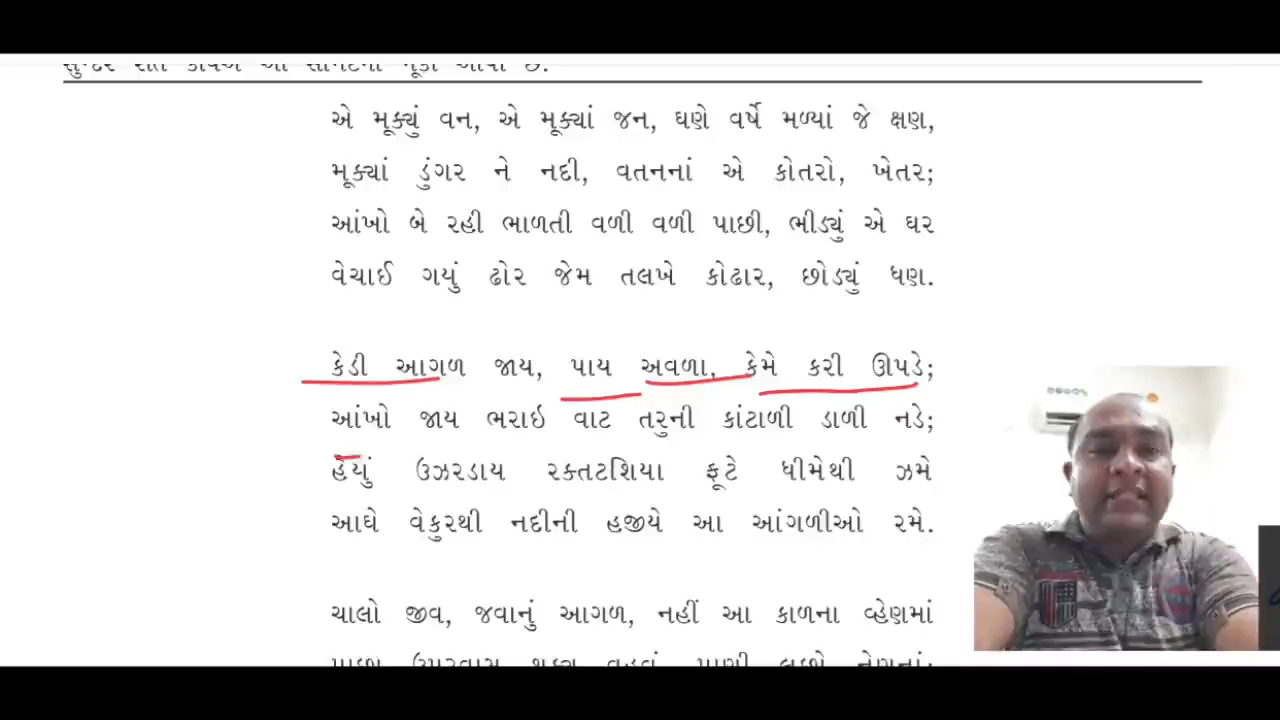 એ મૂક્યું વન, એ મૂક્યાં જન, ઘણે વર્ષે મળ્યાં જે ક્ષણ,
મૂક્યાં ડુંગર ને નદી, વતનનાં એ કોતરો, ખેતર;
આંખો બે રહી ભાળતી વળી વળી પાછી, ભીડ્યું એ ઘર
વેચાઈ ગયું ઢોર જેમ તલખે કોઢાર, છોડ્યું ધણ.
કેડી આગળ જાય, પાય અવળા, કેમે કરી ઊપડે;
આંખો જાય ભરાઇ વાટ તરુની કાંટાળી ડાળી નડે;
હૈયું ઉઝરડાય રક્તટશિયા ફૂટે ધીમેથી ઝમે
આઘે વેકુરથી નદીની હજીયે આ આંગળીઓ રમે.
ચાલો જીવ, જવાનું આગળ, નહીં આ કાળના વ્હેણમાં